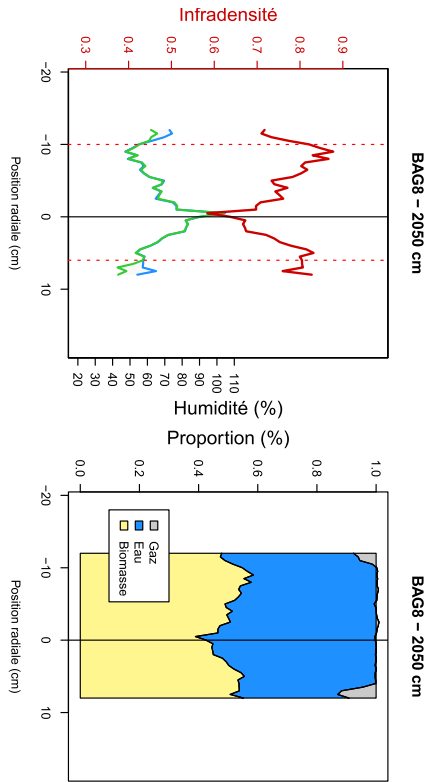 BAG8 − 2050 cm
Infradensité
0.3 0.4 0.5 0.6 0.7 0.8 0.9
−20 −10 0 10
Position radiale (cm)
20 30 40 50 60 70 80 90 100 110
Humidité (%)
BAG8 − 2050 cm
Proportion (%)
0.0 0.2 0.4 0.6 0.8 1.0
−20 −10 0 10
Position radiale (cm)
Gaz
Eau
Biomasse